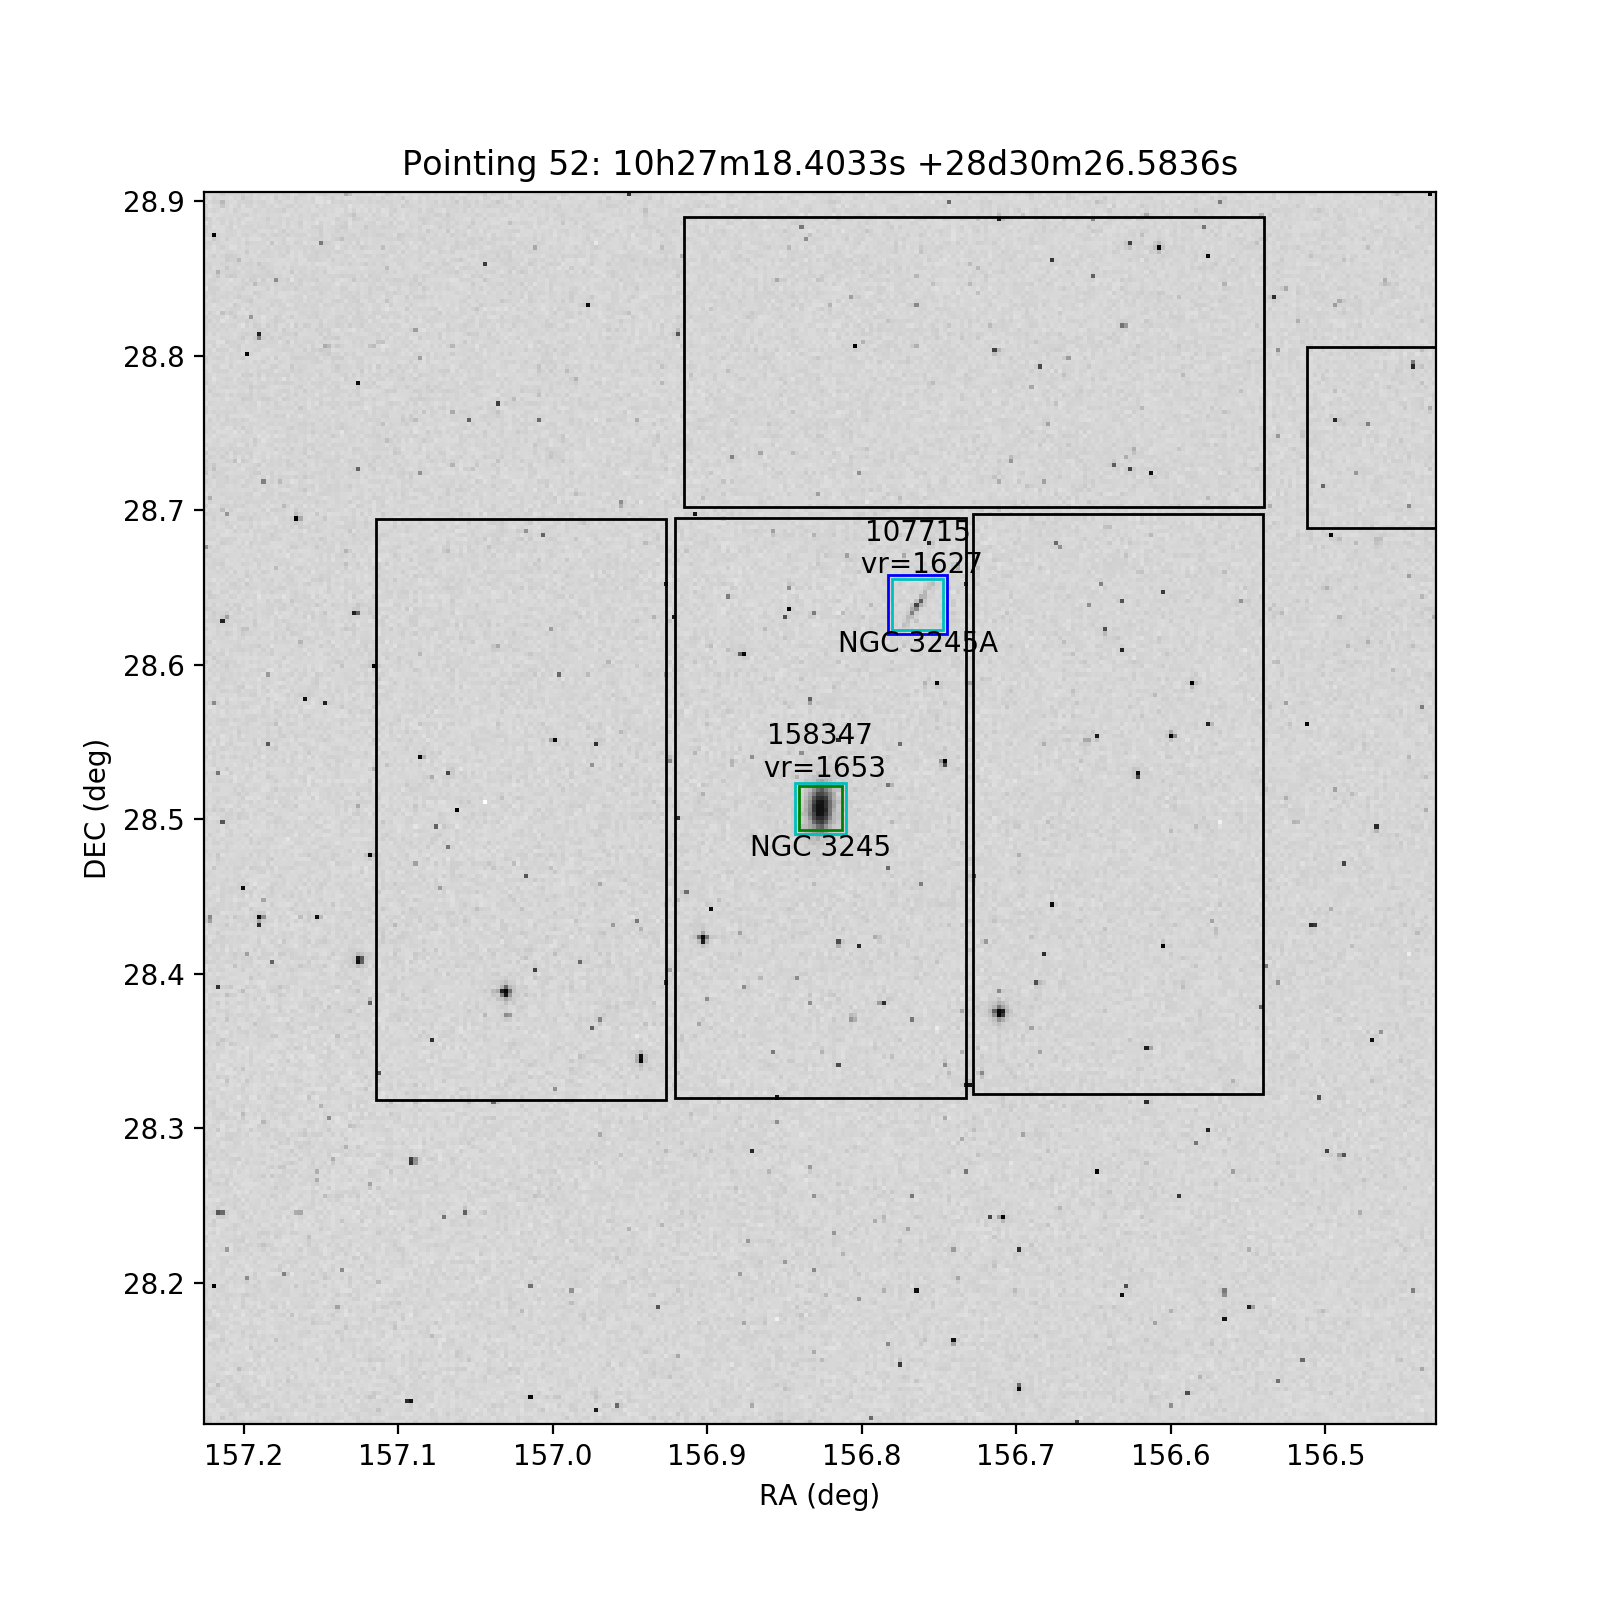 Pointing 52: 10h27m18.4033s +28d30m26.5836s
28.9
28.8
28.7
28.6
28.5
28.4
28.3
28.2
DEC (deg)
107715
vr=1627
NGC 3245A
158347
vr=1653
NGC 3245
157.2 157.1 157.0 156.9 156.8 156.7 156.6 156.5
RA (deg)